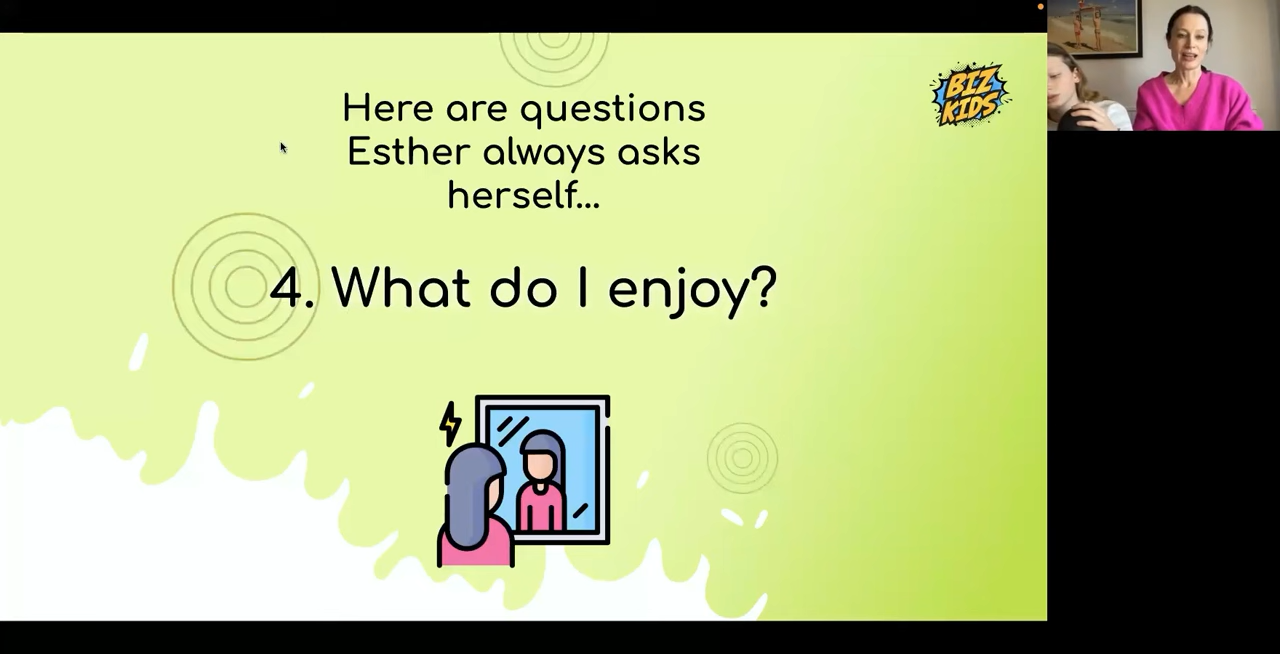 Here are questions
Esther always asks
herself...
4. What do I enjoy?
BIZ
KIDS